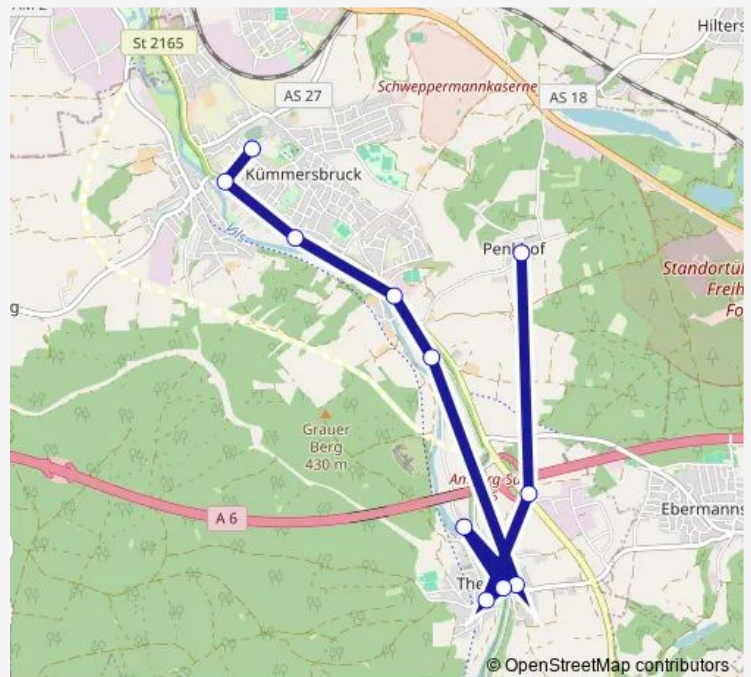 St 2165
Hilters
AS 27
Schweppermannkaserne
AS 18
Kümmersbruck
Vils
Penkhof
Standortü
Freih
Fo
g
Grauer
Berg
430 m
A 6
Ebermanns
The
© OpenStreetMap contributors